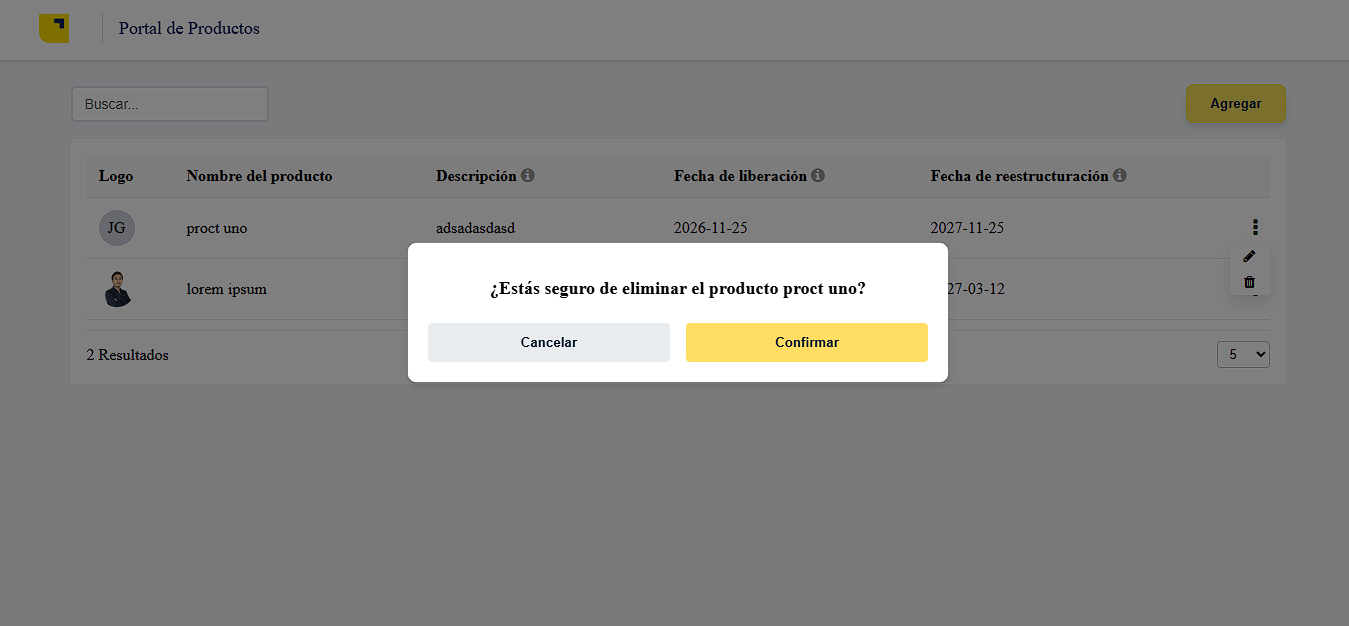 Portal de Productos
Buscar...
Agregar
Logo Nombre del producto Descripción Fecha de liberación Fecha de reestructuración
JG proct uno adsadasdasd 2026-11-25 2027-11-25
lorem ipsum 27-03-12
¿Estás seguro de eliminar el producto proct uno?
Cancelar Confirmar
2 Resultados 5